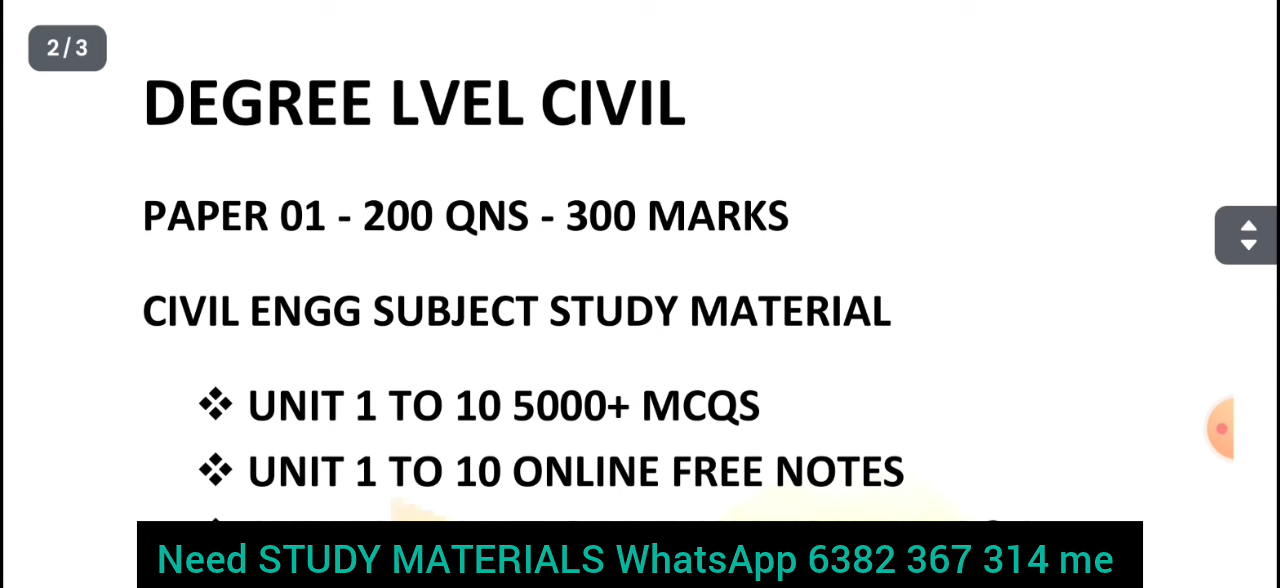 2/3
DEGREE LVEL CIVIL
PAPER 01 - 200 QNS - 300 MARKS
CIVIL ENGG SUBJECT STUDY MATERIAL
❖ UNIT 1 TO 10 5000+ MCQS
❖ UNIT 1 TO 10 ONLINE FREE NOTES
Need STUDY MATERIALS WhatsApp 6382 367 314 me